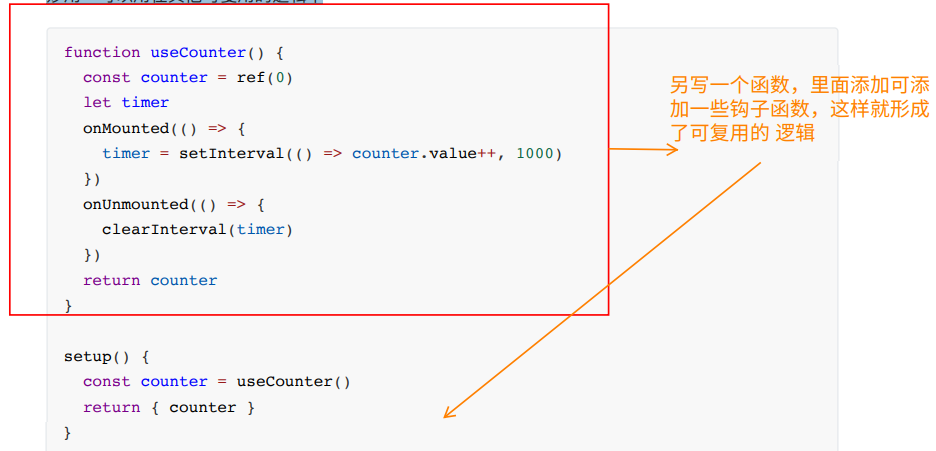 function useCounter() {
const counter = ref(0)
let timer
onMounted(() => {
timer = setInterval(() => counter.value++, 1000)
})
onUnmounted(() => {
clearInterval(timer)
})
return counter
}
setup() {
const counter = useCounter()
return { counter }
}
另写一个函数，里面添加可添
加一些钩子函数，这样就形成
了可复用的 逻辑